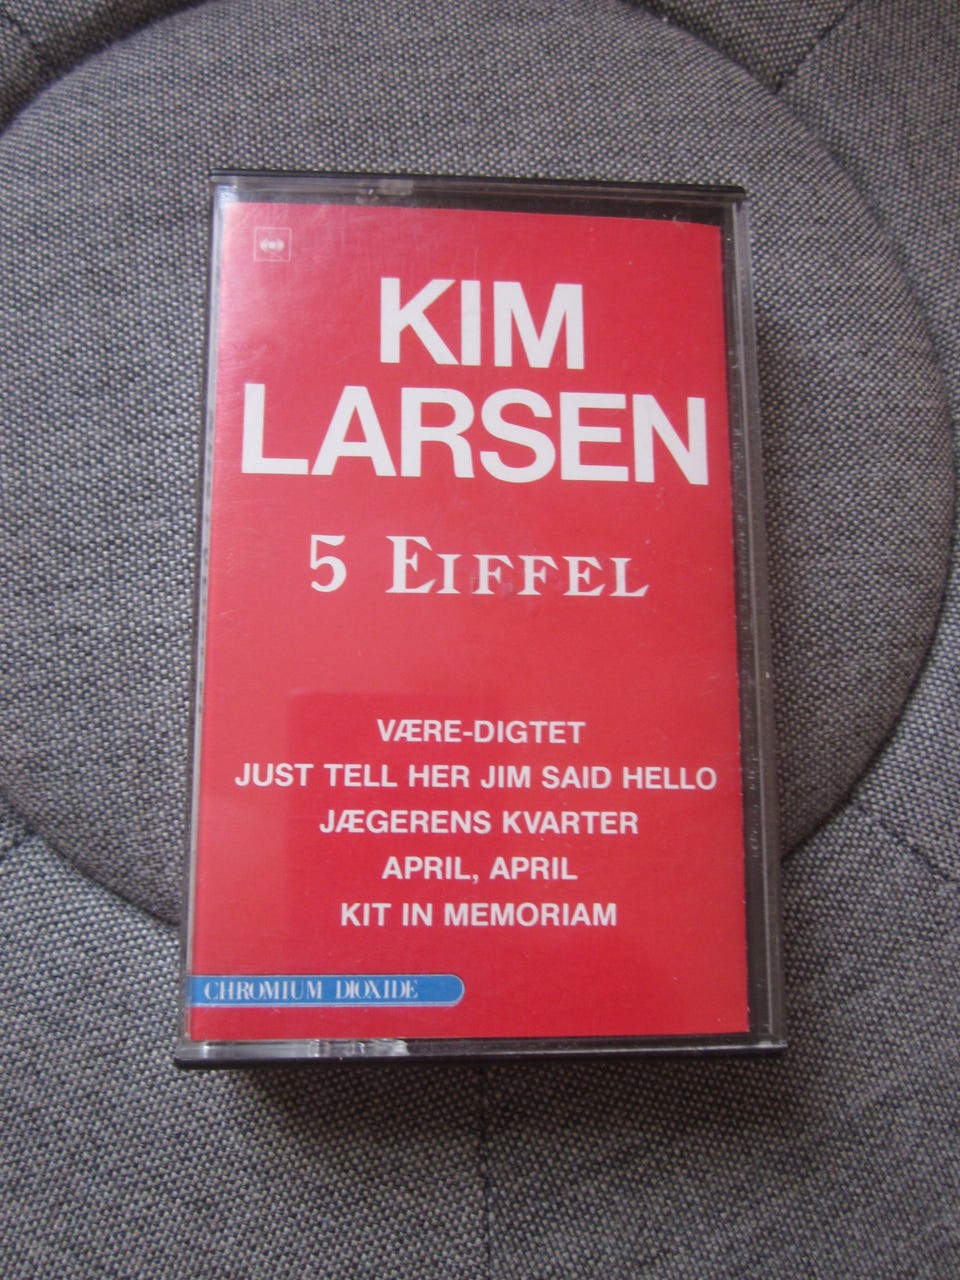 KIM
LARSEN
5 EIFFEL
VÆRE-DIGTET
JUST TELL HER JIM SAID HELLO
JÆGERENS KVARTER
APRIL, APRIL
KIT IN MEMORIAM
CHROMIUM DIOXIDE